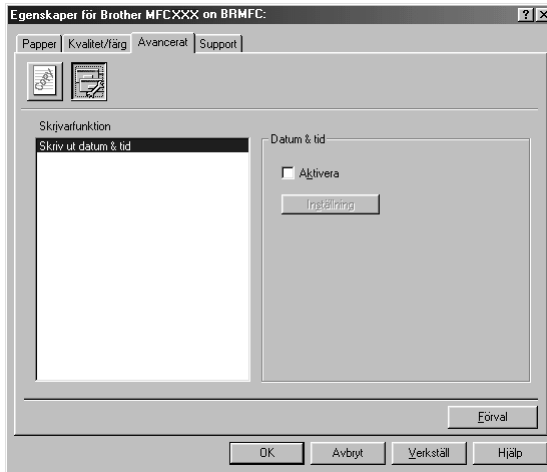 Egenskaper för Brother MFCXXX on BRMFC:
Papper Kvalitet/färg Avancerat Support
Copy
Skrivarfunktion
Skriv ut datum & tid
Datum & tid
Aktivera
Inställning
Förval
OK Avbryt Verkställ Hjälp